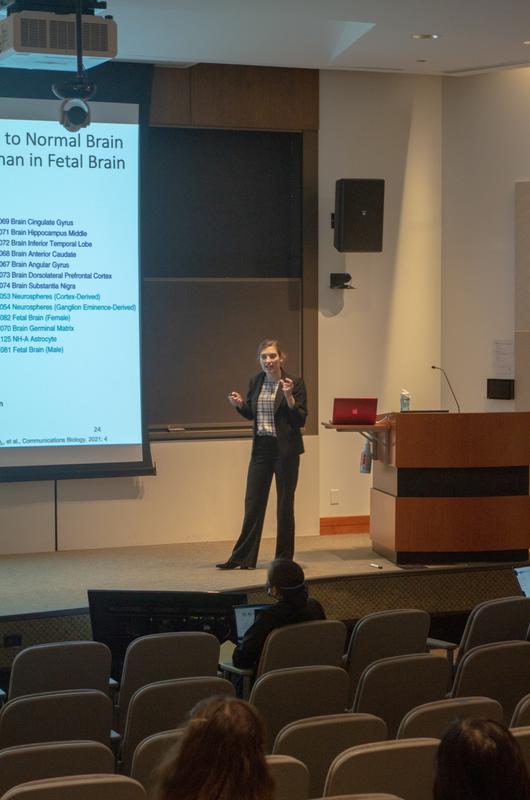 to Normal Brain
han in Fetal Brain
069 Brain Cingulate Gyrus
071 Brain Hippocampus Middle
072 Brain Inferior Temporal Lobe
068 Brain Anterior Caudate
067 Brain Angular Gyrus
073 Brain Dorsolateral Prefrontal Cortex
074 Brain Substantia Nigra
053 Neurospheres (Cortex-Derived)
054 Neurospheres (Ganglion Eminence-Derived)
082 Fetal Brain (Female)
070 Brain Germinal Matrix
125 NH-A Astrocyte
081 Fetal Brain (Male)
n
24
et al., Communications Biology, 2021; 4